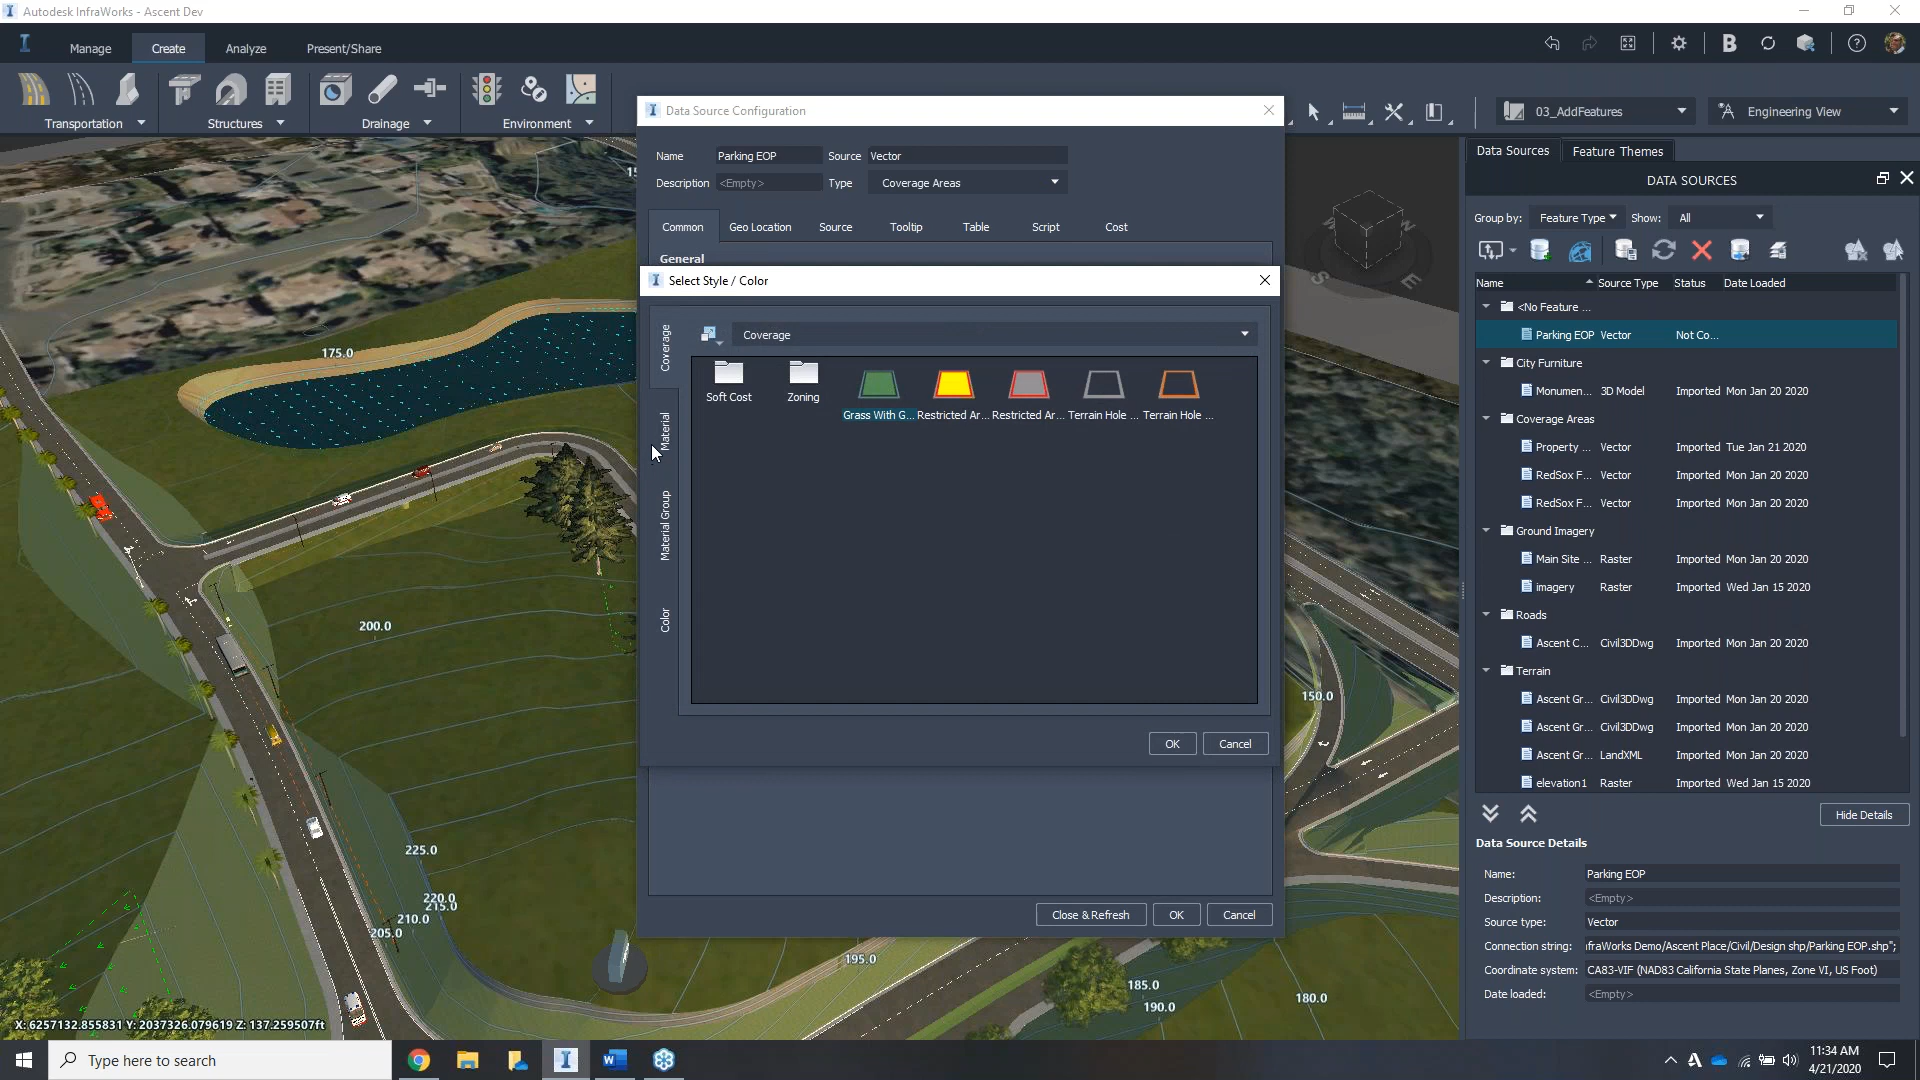 Autodesk InfraWorks - Ascent Dev
Manage Create Analyze Present/Share
Transportation Structures Drainage Environment
03_AddFeatures Engineering View
Data Source Configuration
Name Parking EOP Source Vector
Description <Empty> Type Coverage Areas
Common Geo Location Source Tooltip Table Script Cost
General
Select Style / Color
Coverage
Material
Material Group
Color
Coverage
Soft Cost Zoning Grass With G... Restricted Ar... Restricted Ar... Terrain Hole ... Terrain Hole ...
OK Cancel
Close & Refresh OK Cancel
Data Sources Feature Themes
DATA SOURCES
Group by: Feature Type Show: All
Name Source Type Status Date Loaded
<No Feature ...
Parking EOP Vector Not Co...
City Furniture
Monumen... 3D Model Imported Mon Jan 20 2020
Coverage Areas
Property ... Vector Imported Tue Jan 21 2020
RedSox F... Vector Imported Mon Jan 20 2020
RedSox F... Vector Imported Mon Jan 20 2020
Ground Imagery
Main Site ... Raster Imported Mon Jan 20 2020
imagery Raster Imported Wed Jan 15 2020
Roads
Ascent C... Civil3DDwg Imported Mon Jan 20 2020
Terrain
Ascent Gr... Civil3DDwg Imported Mon Jan 20 2020
Ascent Gr... Civil3DDwg Imported Mon Jan 20 2020
Ascent Gr... LandXML Imported Mon Jan 20 2020
elevation1 Raster Imported Wed Jan 15 2020
Hide Details
Data Source Details
Name: Parking EOP
Description: <Empty>
Source type: Vector
Connection string: nfraWorks Demo/Ascent Place/Civil/Design shp/Parking EOP.shp";
Coordinate system: CA83-VIF (NAD83 California State Planes, Zone VI, US Foot)
Date loaded: <Empty>
175.0
200.0
150.0
225.0
220.0
215.0
210.0
205.0
195.0
185.0
190.0
180.0
S E
X: 6257132.855831 Y: 2037326.079619 Z: 137.259507ft
Type here to search
11:34 AM
4/21/2020